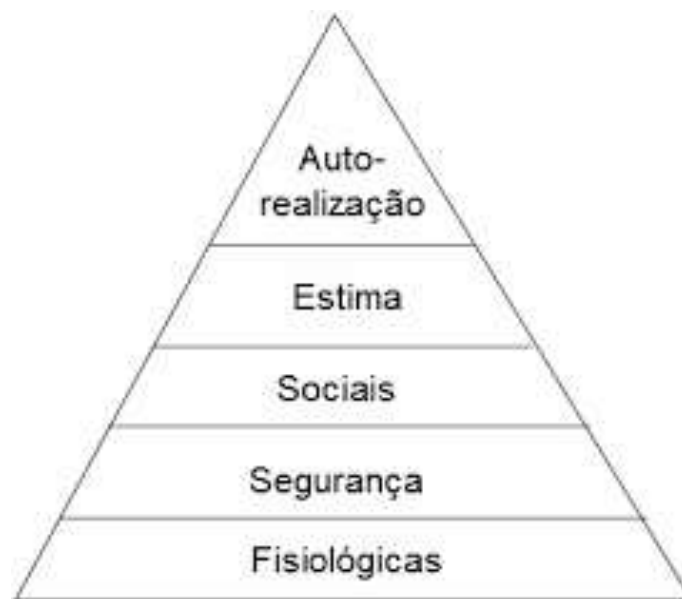 Auto-
realização
Estima
Sociais
Segurança
Fisiológicas